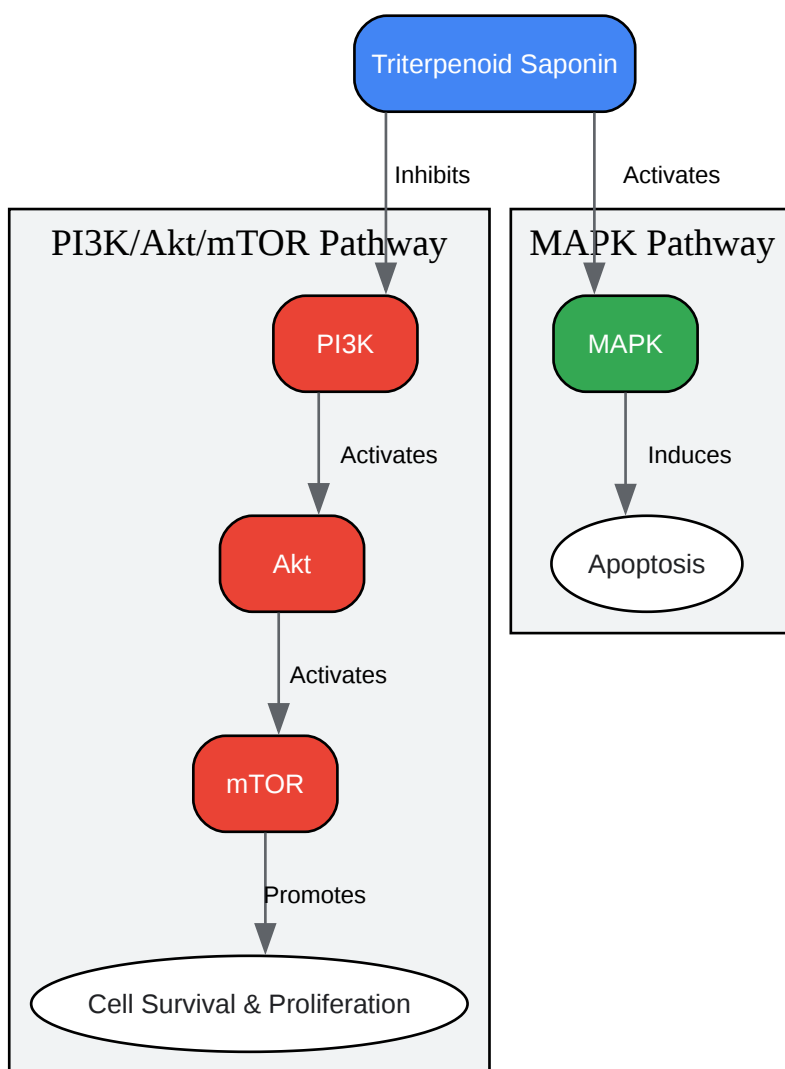 Triterpenoid Saponin
Inhibits
Activates
PI3K/Akt/mTOR Pathway
MAPK Pathway
PI3K
MAPK
Activates
Induces
Akt
Apoptosis
Activates
mTOR
Promotes
Cell Survival & Proliferation